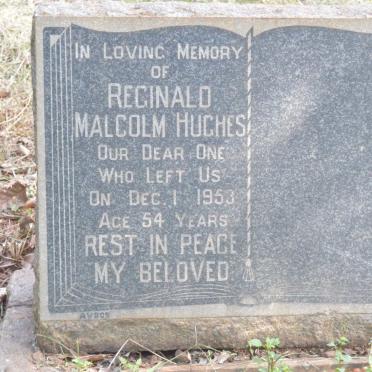 IN LOVING MEMORY
OF
REGINALD
MALCOLM HUGHES
OUR DEAR ONE
WHO LEFT US
ON DEC. 1 1953
AGE 54 YEARS
REST IN PEACE
MY BELOVED